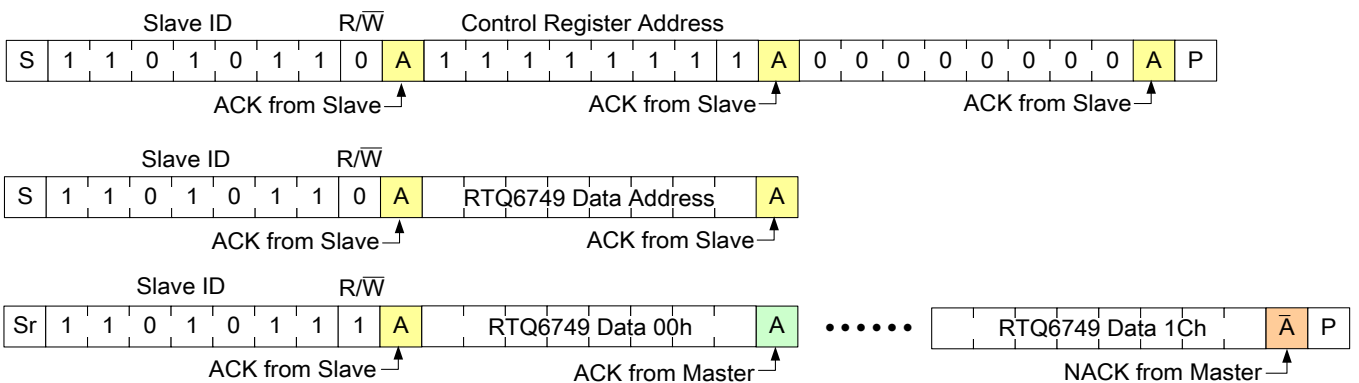 Slave ID R/W̅ Control Register Address
S 1 1 0 1 0 1 1 0 A 1 1 1 1 1 1 1 1 A 0 0 0 0 0 0 0 0 A P
ACK from Slave ACK from Slave ACK from Slave
Slave ID R/W̅
S 1 1 0 1 0 1 1 0 A RTQ6749 Data Address A
ACK from Slave ACK from Slave
Slave ID R/W̅
Sr 1 1 0 1 0 1 1 1 A RTQ6749 Data 00h A •••••• RTQ6749 Data 1Ch A̅ P
ACK from Slave ACK from Master NACK from Master